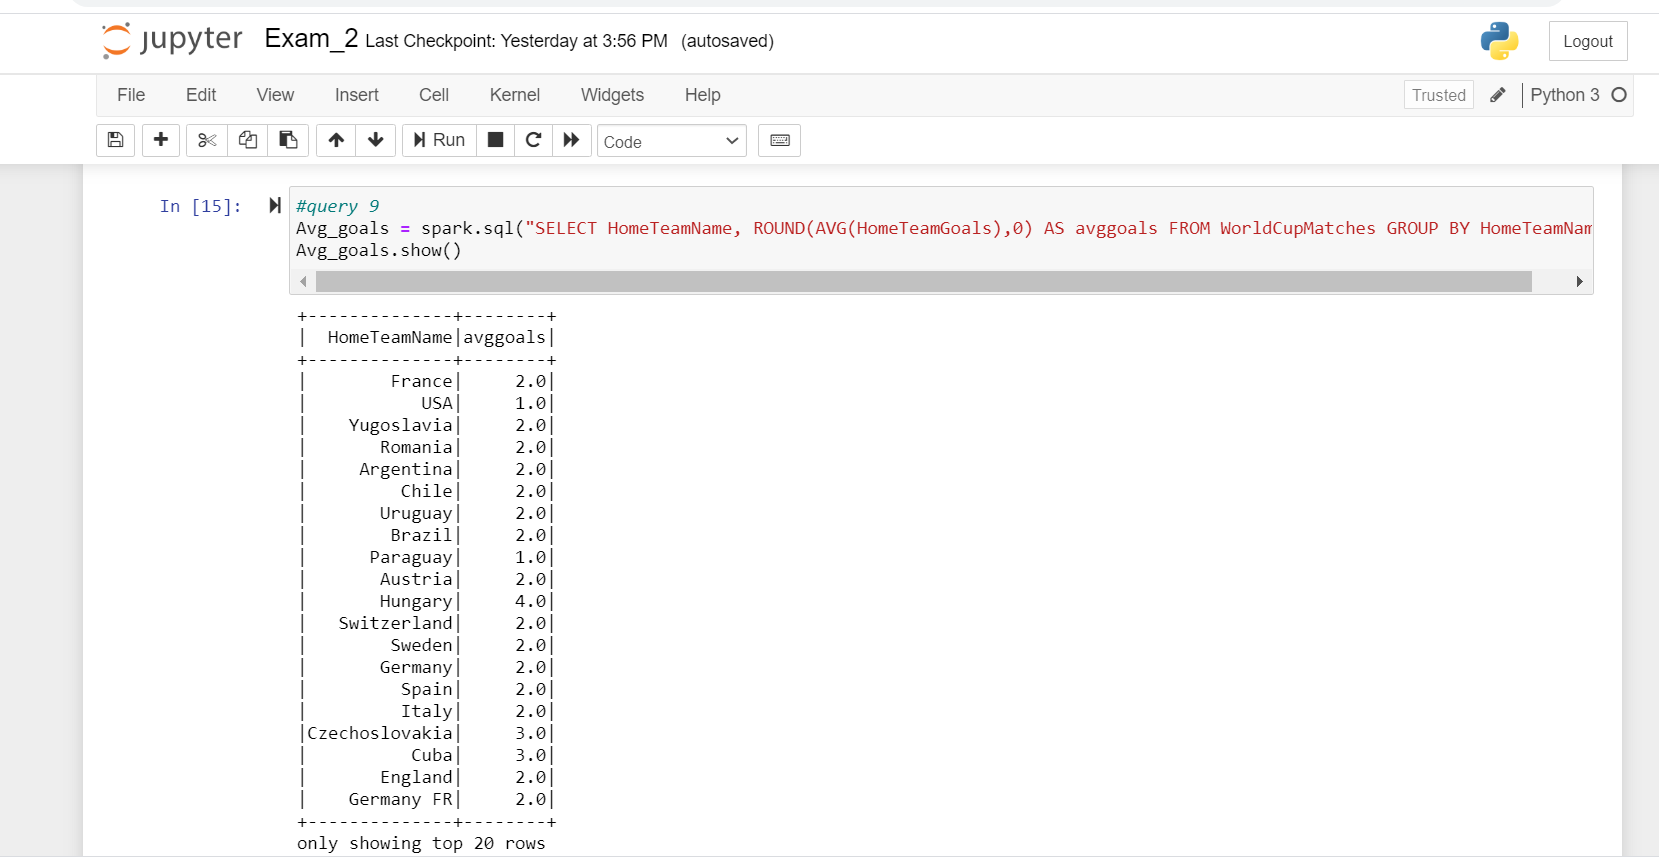 jupyter Exam_2 Last Checkpoint: Yesterday at 3:56 PM (autosaved)
Logout
File Edit View Insert Cell Kernel Widgets Help
Trusted Python 3
Run Code
In [15]:
#query 9
Avg_goals = spark.sql("SELECT HomeTeamName, ROUND(AVG(HomeTeamGoals),0) AS avggoals FROM WorldCupMatches GROUP BY HomeTeamNam
Avg_goals.show()
+--------------+--------+
|  HomeTeamName|avggoals|
+--------------+--------+
|        France|     2.0|
|           USA|     1.0|
|    Yugoslavia|     2.0|
|       Romania|     2.0|
|     Argentina|     2.0|
|         Chile|     2.0|
|       Uruguay|     2.0|
|        Brazil|     2.0|
|      Paraguay|     1.0|
|       Austria|     2.0|
|       Hungary|     4.0|
|   Switzerland|     2.0|
|        Sweden|     2.0|
|       Germany|     2.0|
|         Spain|     2.0|
|         Italy|     2.0|
|Czechoslovakia|     3.0|
|          Cuba|     3.0|
|       England|     2.0|
|    Germany FR|     2.0|
+--------------+--------+
only showing top 20 rows